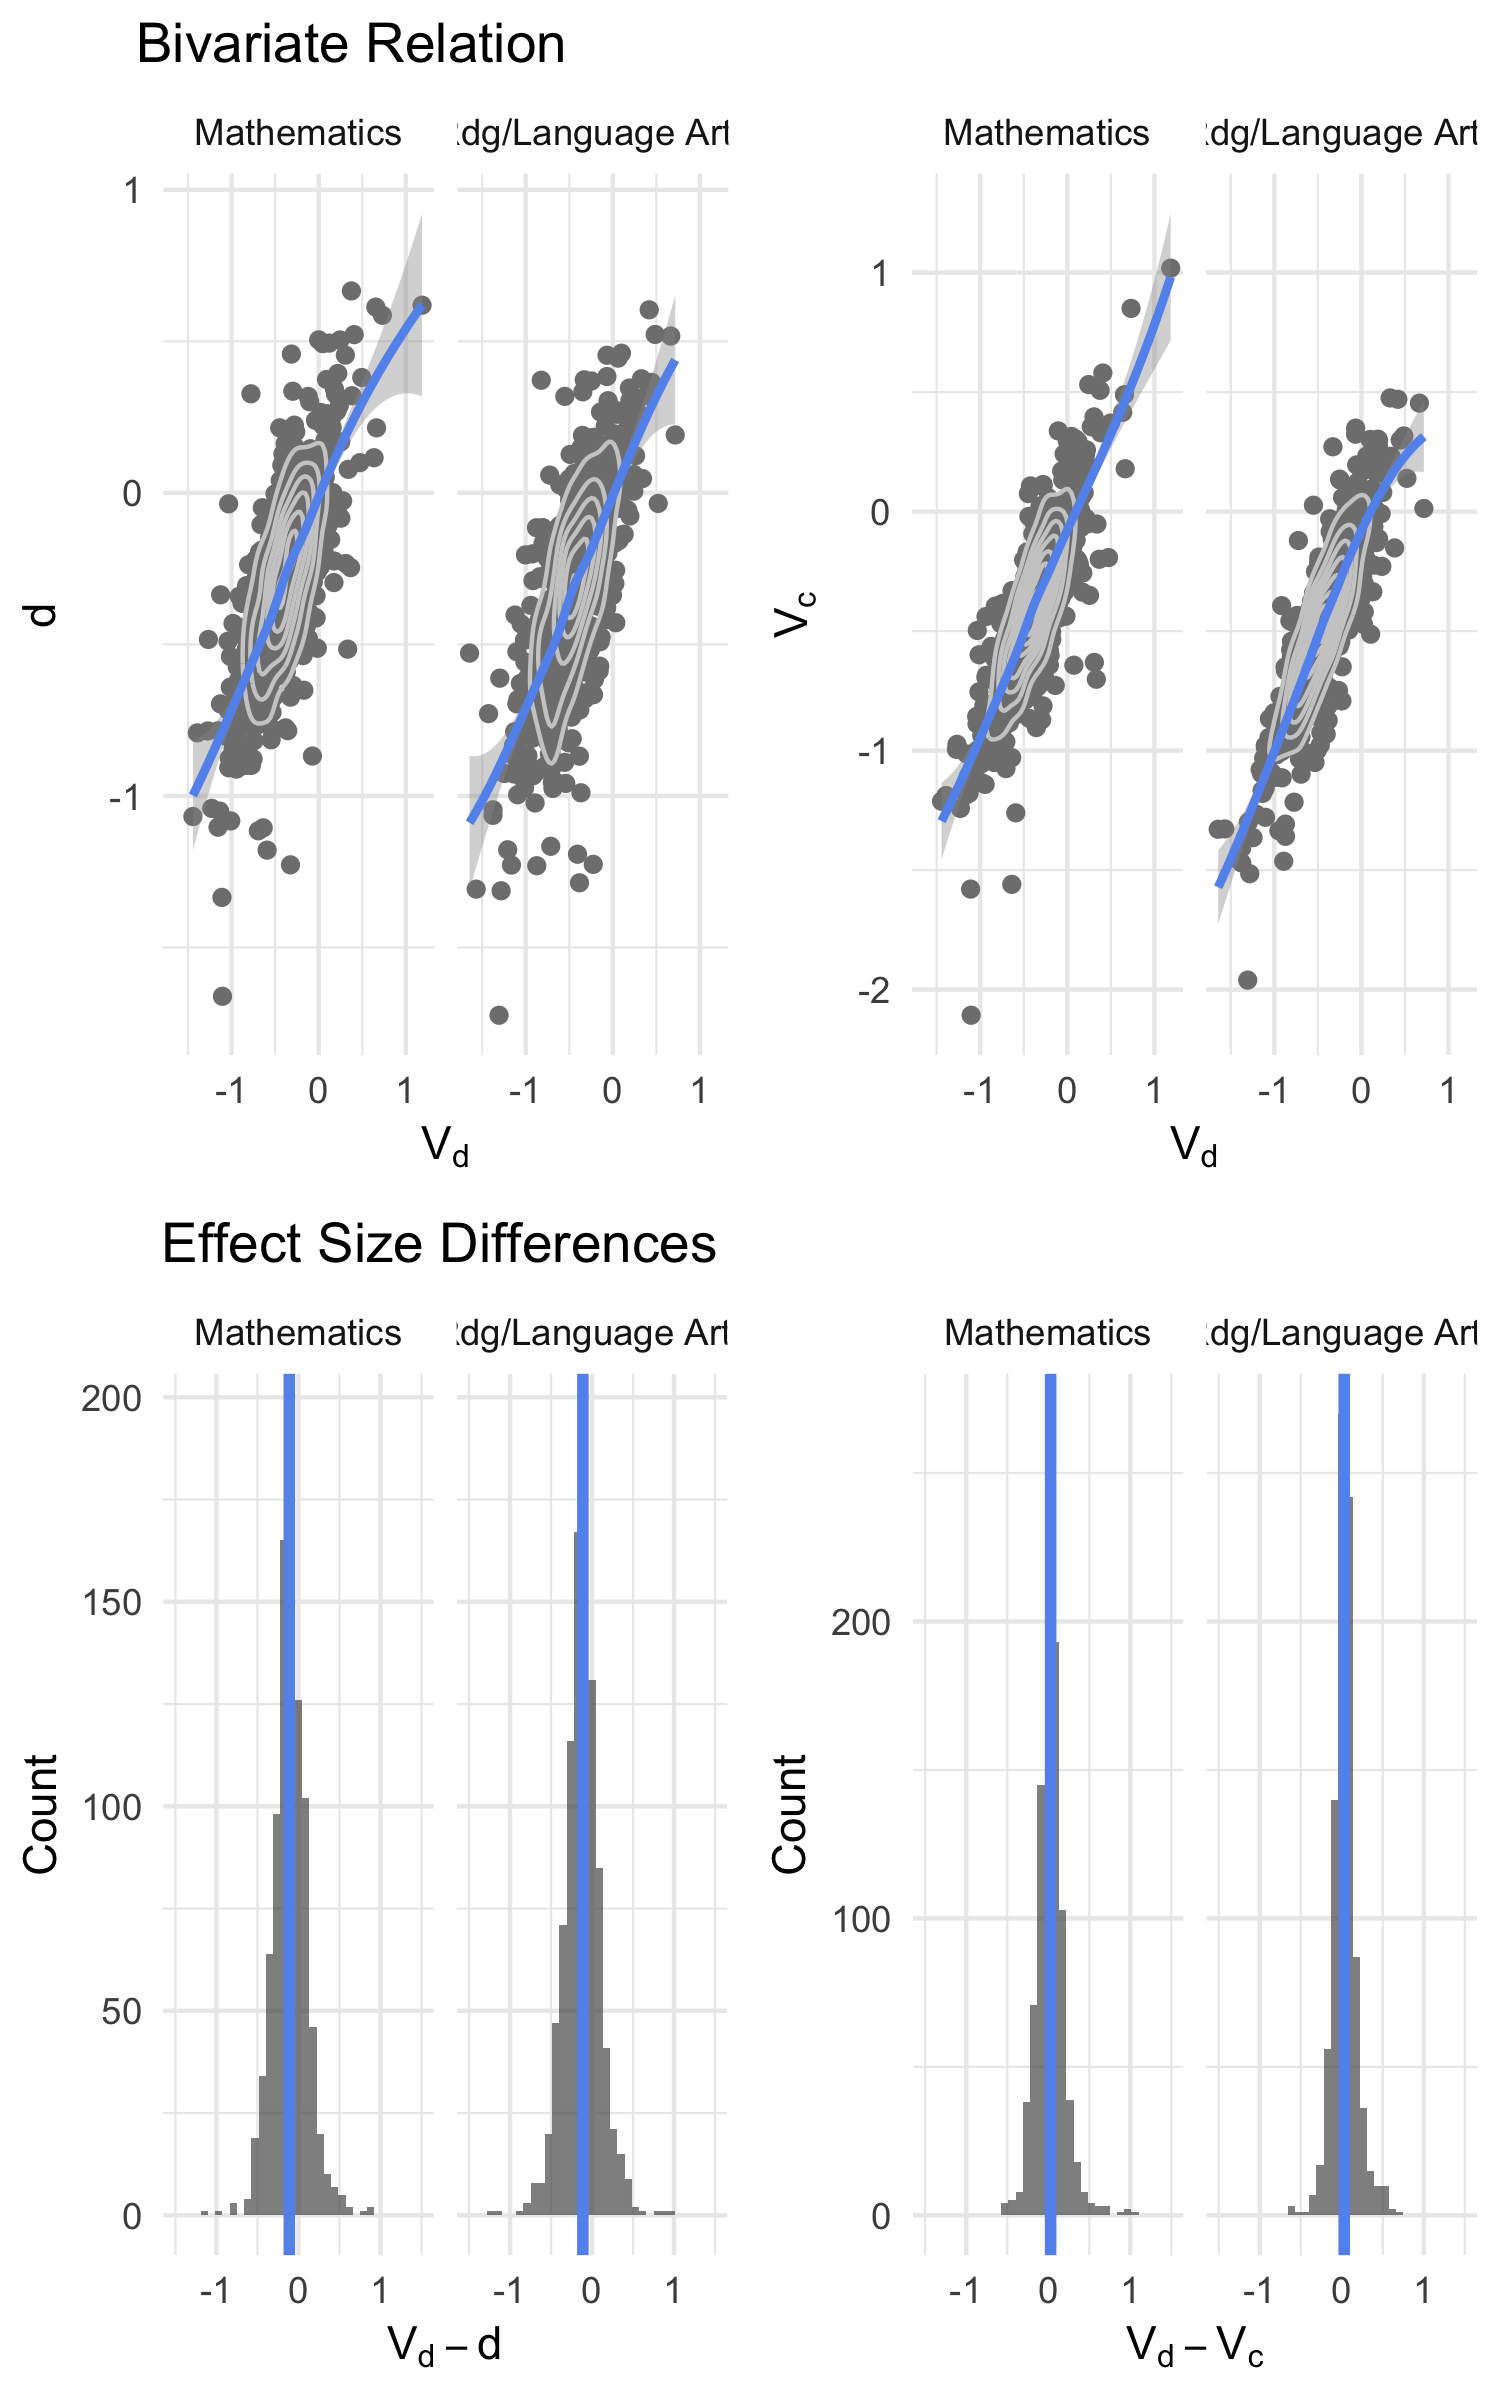 Bivariate Relation
Mathematics
dg/Language Art
Mathematics
dg/Language Art
1
0
-1
d
-1 0 1
-1 0 1
V_d
1
0
-1
-2
V_c
-1 0 1
-1 0 1
V_d
Effect Size Differences
Mathematics
dg/Language Art
Mathematics
dg/Language Art
200
150
100
50
0
Count
-1 0 1
-1 0 1
V_d – d
200
100
0
Count
-1 0 1
-1 0 1
V_d – V_c